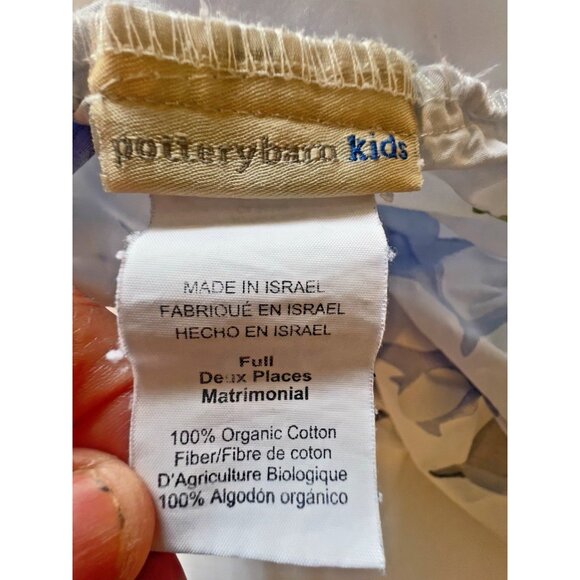 potterybarn kids
MADE IN ISRAEL
FABRIQUÉ EN ISRAEL
HECHO EN ISRAEL
Full
Deux Places
Matrimonial
100% Organic Cotton
Fiber/Fibre de coton
D'Agriculture Biologique
100% Algodón orgánico